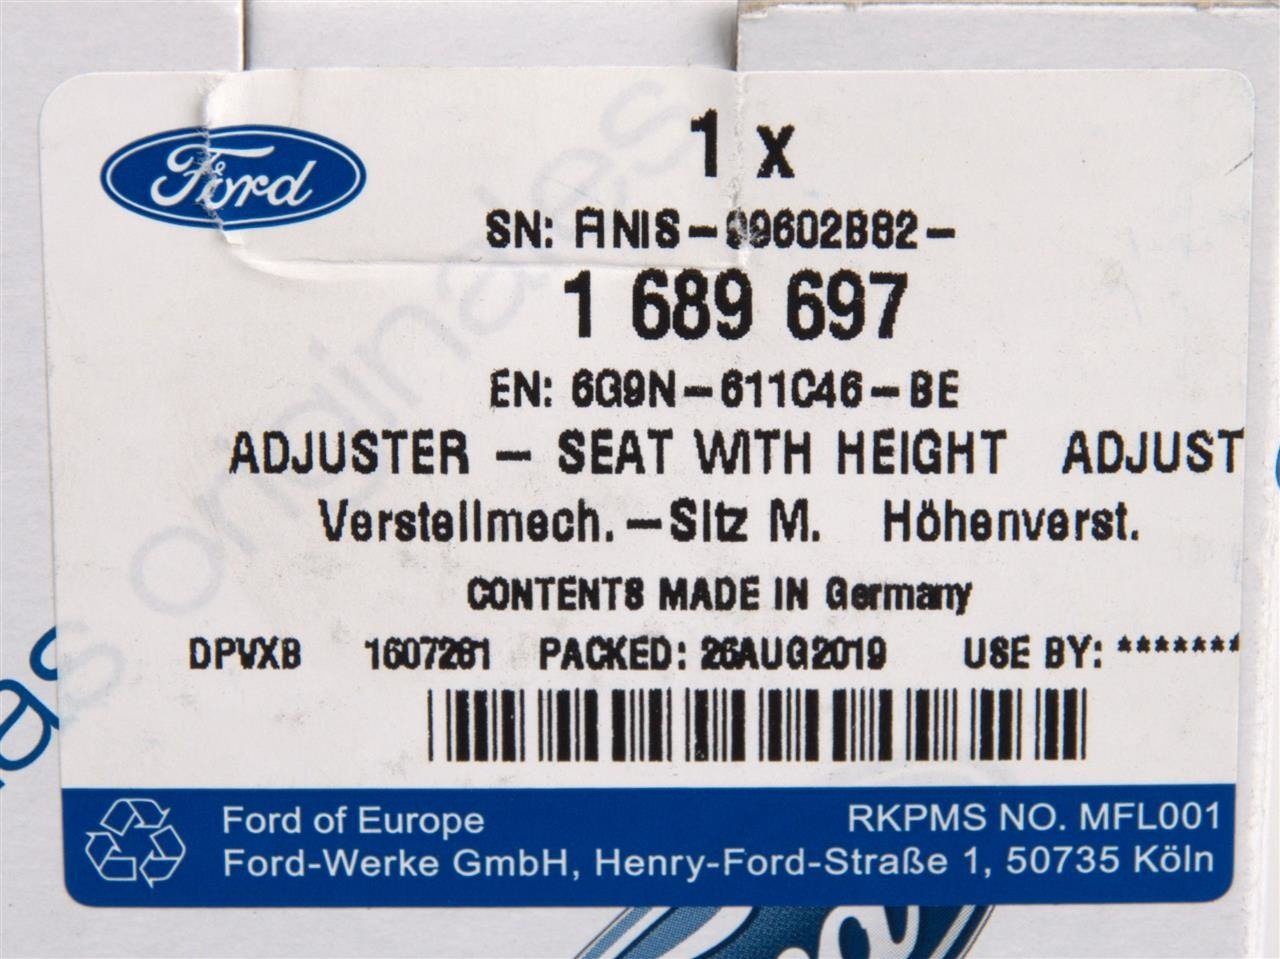 Ford
1 x
SN: FINIS-99602B82-
1 689 697
EN: 6G9N-611C46-BE
ADJUSTER - SEAT WITH HEIGHT ADJUST
Verstellmech.-Sitz M. Höhenverst.
CONTENTS MADE IN Germany
DPVXB 1607261 PACKED: 26AUG2019 USE BY: *******
Ford of Europe RKPMS NO. MFL001
Ford-Werke GmbH, Henry-Ford-Straße 1, 50735 Köln
originales